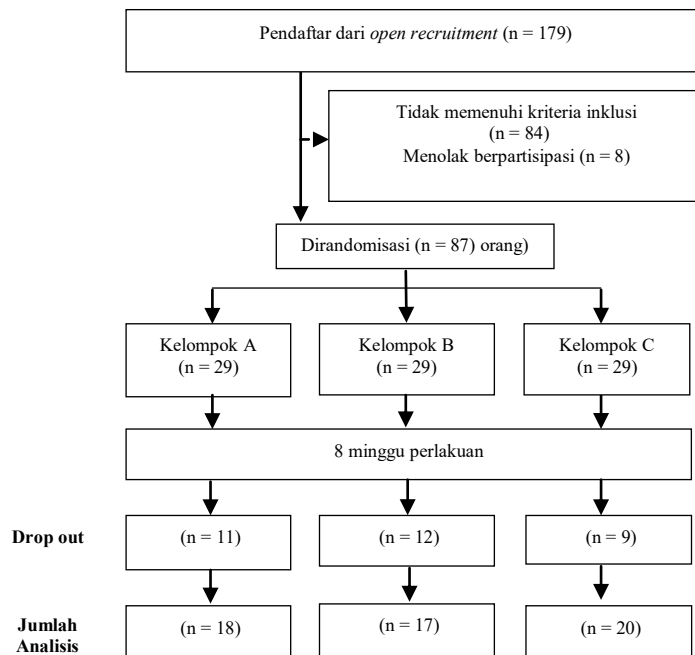 Pendaftar dari open recruitment (n = 179)
Tidak memenuhi kriteria inklusi
(n = 84)
Menolak berpartisipasi (n = 8)
Dirandomisasi (n = 87) orang)
Kelompok A
(n = 29)
Kelompok B
(n = 29)
Kelompok C
(n = 29)
8 minggu perlakuan
Drop out
(n = 11)
(n = 12)
(n = 9)
Jumlah
Analisis
(n = 18)
(n = 17)
(n = 20)